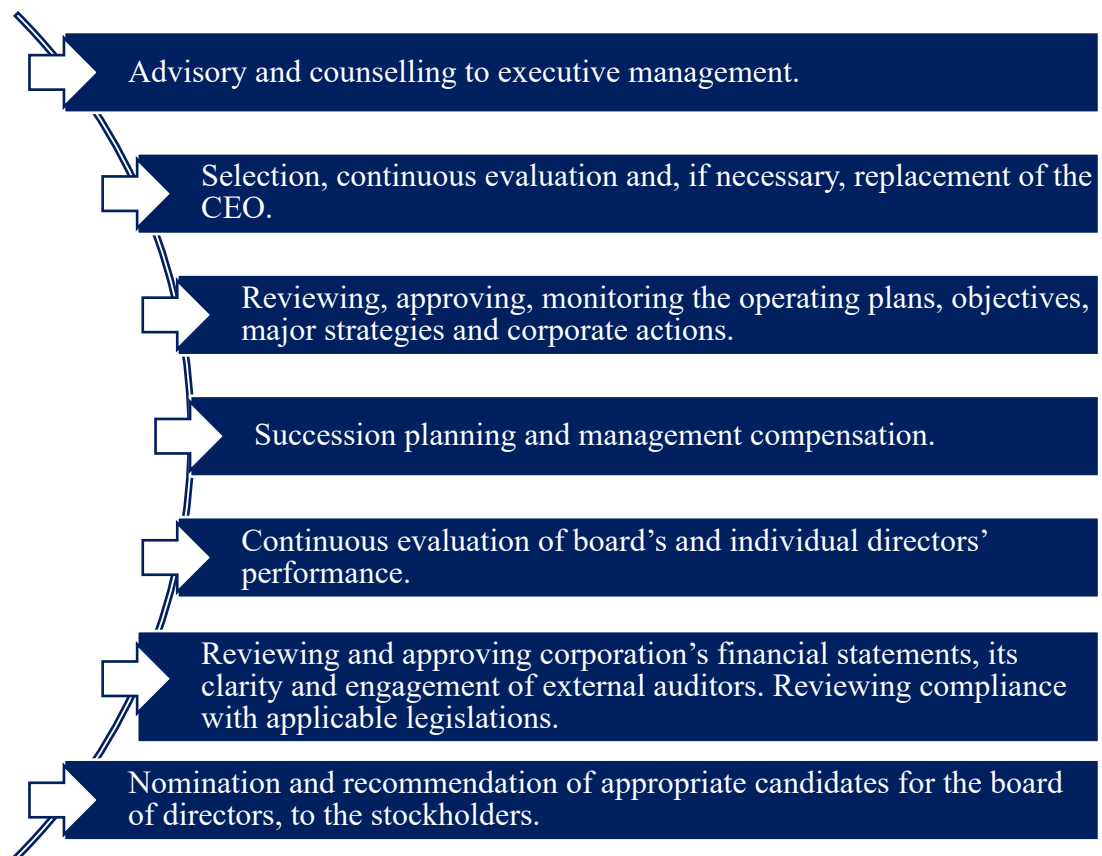 Advisory and counselling to executive management.
Selection, continuous evaluation and, if necessary, replacement of the
CEO.
Reviewing, approving, monitoring the operating plans, objectives,
major strategies and corporate actions.
Succession planning and management compensation.
Continuous evaluation of board’s and individual directors’
performance.
Reviewing and approving corporation’s financial statements, its
clarity and engagement of external auditors. Reviewing compliance
with applicable legislations.
Nomination and recommendation of appropriate candidates for the board
of directors, to the stockholders.